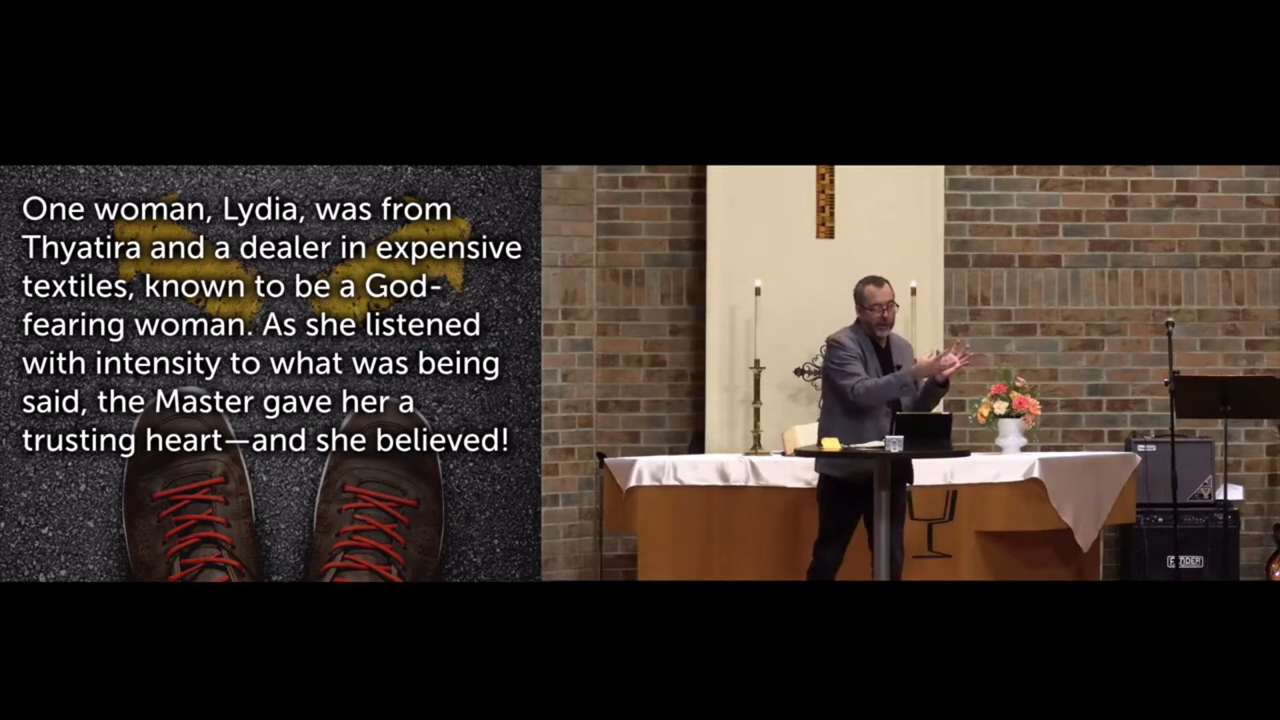 One woman, Lydia, was from
Thyatira and a dealer in expensive
textiles, known to be a God-
fearing woman. As she listened
with intensity to what was being
said, the Master gave her a
trusting heart—and she believed!
FENDER